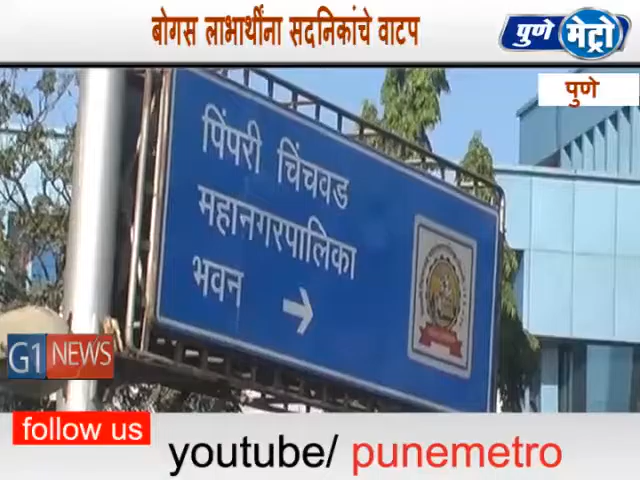 बोगस लाभार्थींना सदनिकांचे वाटप
पुणे मेट्रो
पुणे
पिंपरी चिंचवड
महानगरपालिका
भवन
G1 NEWS
follow us
youtube/ punemetro